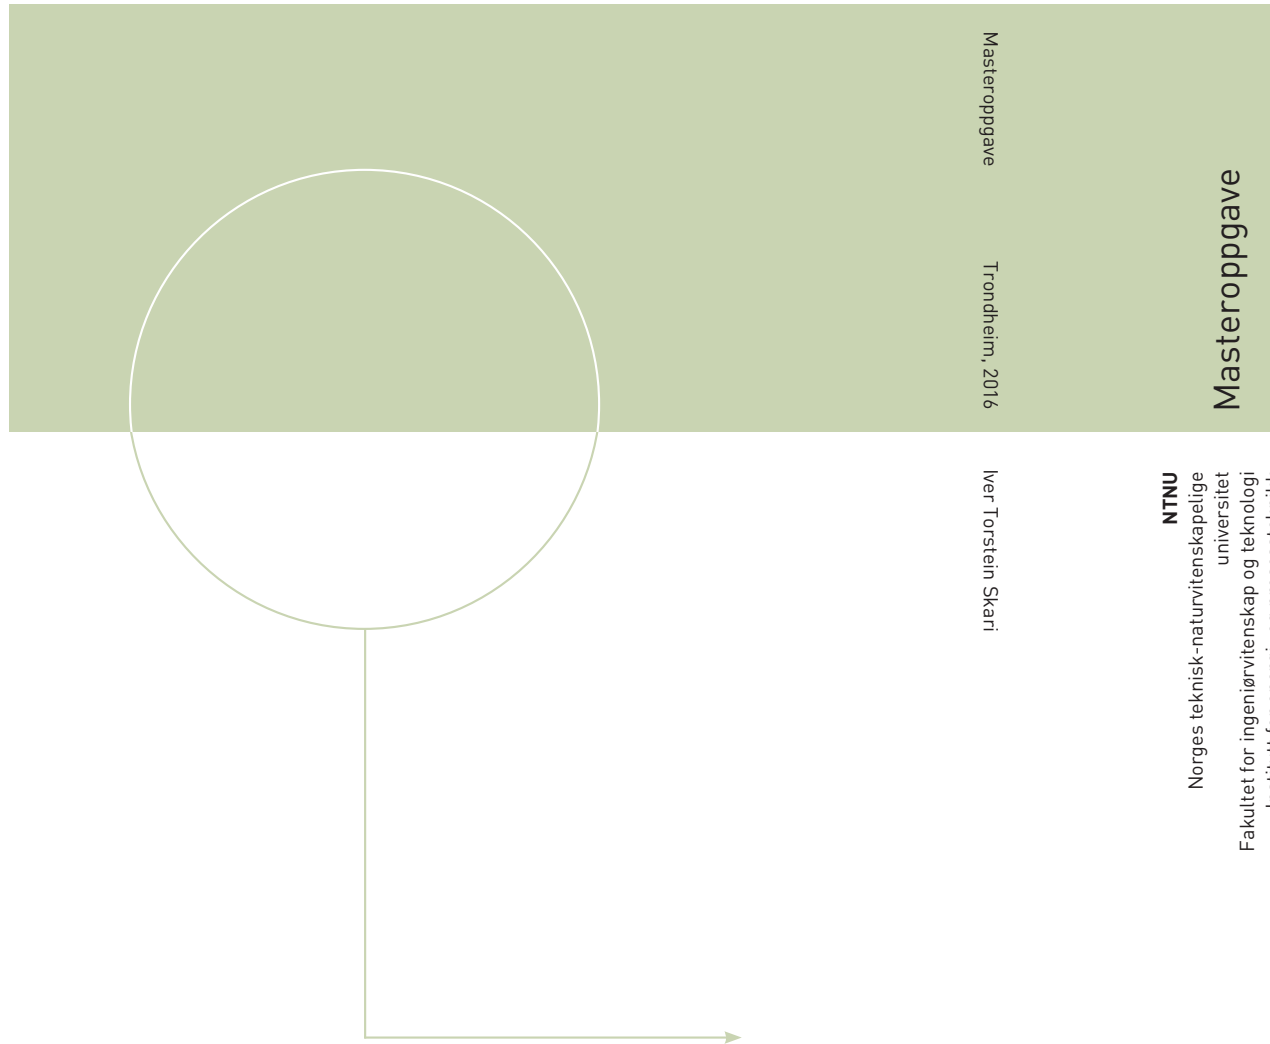 Masteroppgave
Trondheim, 2016
Iver Torstein Skari
Masteroppgave
NTNU
Norges teknisk-naturvitenskapelige
universitet
Fakultet for ingeniørvitenskap og teknologi